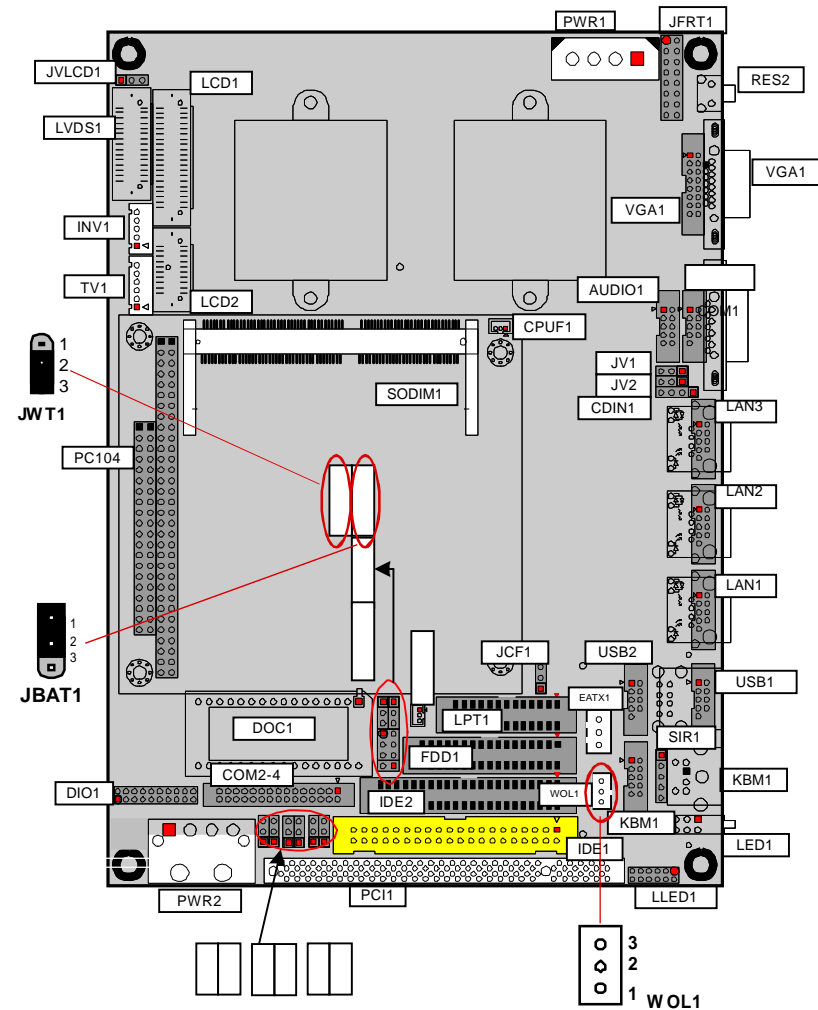 PWR1
JFRT1
JVLCD1
LCD1
RES2
LVDS1
VGA1
VGA1
INV1
TV1
LCD2
AUDIO1
OM1
CPUF1
1
2
3
JWT1
JV1
JV2
SODIM1
CDIN1
LAN3
PC104
LAN2
LAN1
1
2
3
JBAT1
JCF1
USB2
USB1
EATX1
DOC1
LPT1
SIR1
FDD1
COM2-4
KBM1
DIO1
IDE2
WOL1
KBM1
LED1
IDE1
PWR2
PCI1
LLED1
3
2
1
WOL1